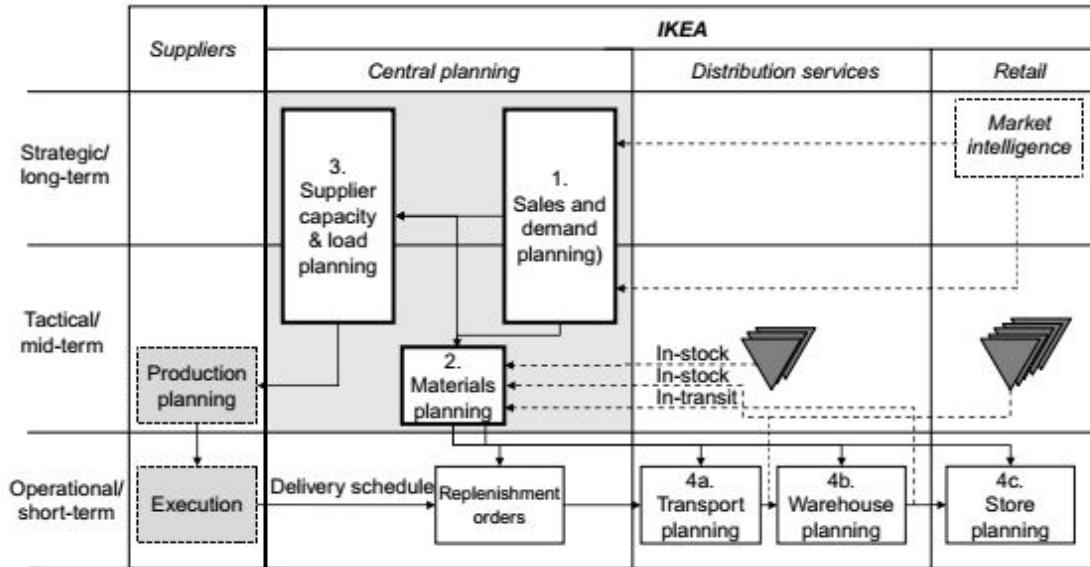 IKEA
Suppliers
Central planning
Distribution services
Retail
Strategic/
long-term
3.
Supplier
capacity
& load
planning
1.
Sales and
demand
planning)
Market
intelligence
Tactical/
mid-term
Production
planning
2.
Materials
planning
In-stock
In-stock
In-transit
Operational/
short-term
Execution
Delivery schedule
Replenishment
orders
4a.
Transport
planning
4b.
Warehouse
planning
4c.
Store
planning